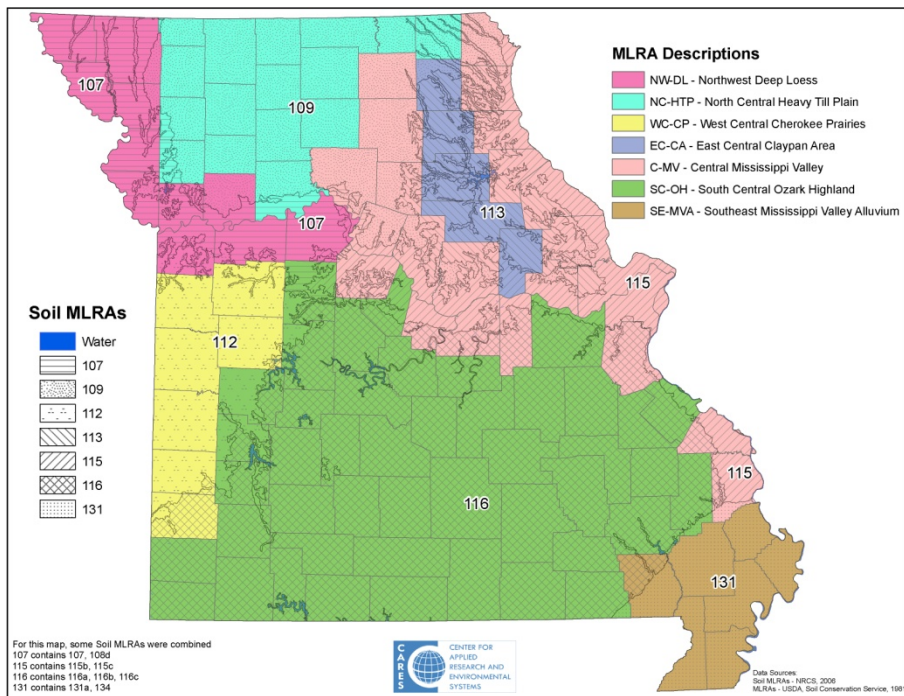 MLRA Descriptions
NW-DL - Northwest Deep Loess
NC-HTP - North Central Heavy Till Plain
WC-CP - West Central Cherokee Prairies
EC-CA - East Central Claypan Area
C-MV - Central Mississippi Valley
SC-OH - South Central Ozark Highland
SE-MVA - Southeast Mississippi Valley Alluvium
107
109
107
113
115
112
115
116
131
Soil MLRAs
Water
107
109
112
113
115
116
131
For this map, some Soil MLRAs were combined
107 contains 107, 108d
115 contains 115b, 115c
116 contains 116a, 116b, 116c
131 contains 131a, 134
CARES
CENTER FOR
APPLIED
RESEARCH AND
ENVIRONMENTAL
SYSTEMS
Data Sources:
Soil MLRAs - NRCS, 2006
MLRAs - USDA, Soil Conservation Service,